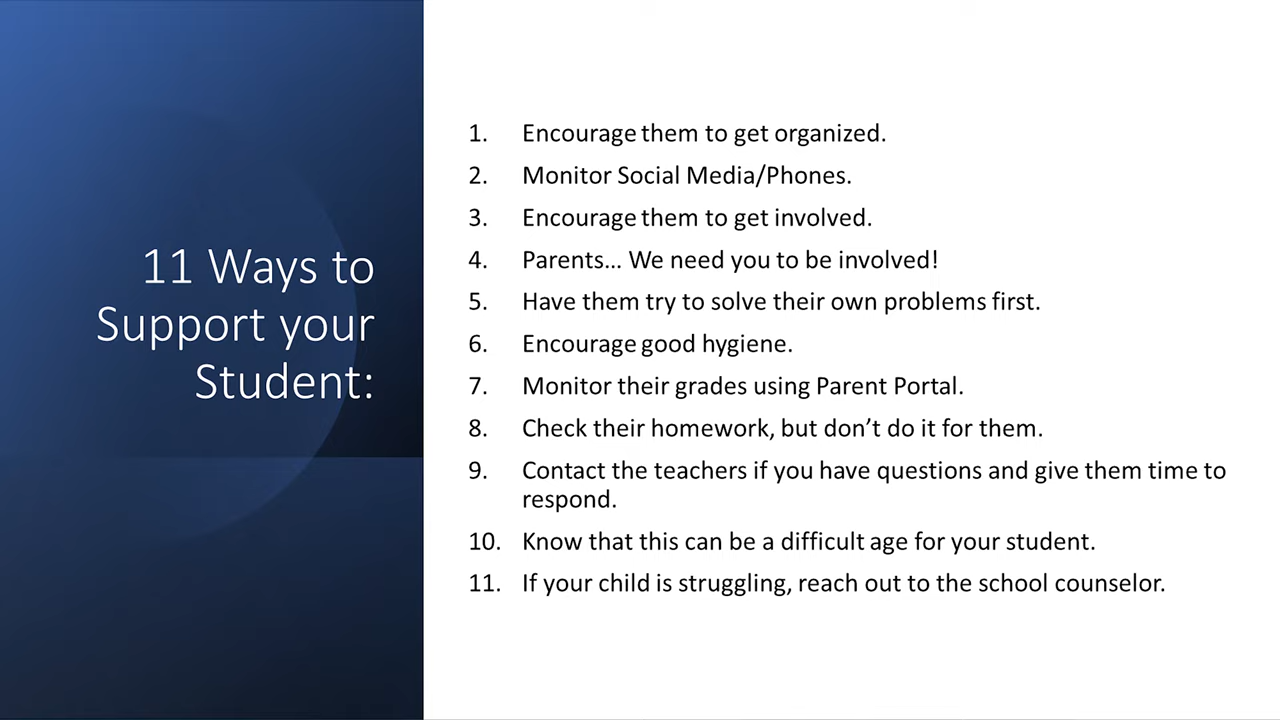 11 Ways to
Support your
Student:
1. Encourage them to get organized.
2. Monitor Social Media/Phones.
3. Encourage them to get involved.
4. Parents… We need you to be involved!
5. Have them try to solve their own problems first.
6. Encourage good hygiene.
7. Monitor their grades using Parent Portal.
8. Check their homework, but don’t do it for them.
9. Contact the teachers if you have questions and give them time to
respond.
10. Know that this can be a difficult age for your student.
11. If your child is struggling, reach out to the school counselor.